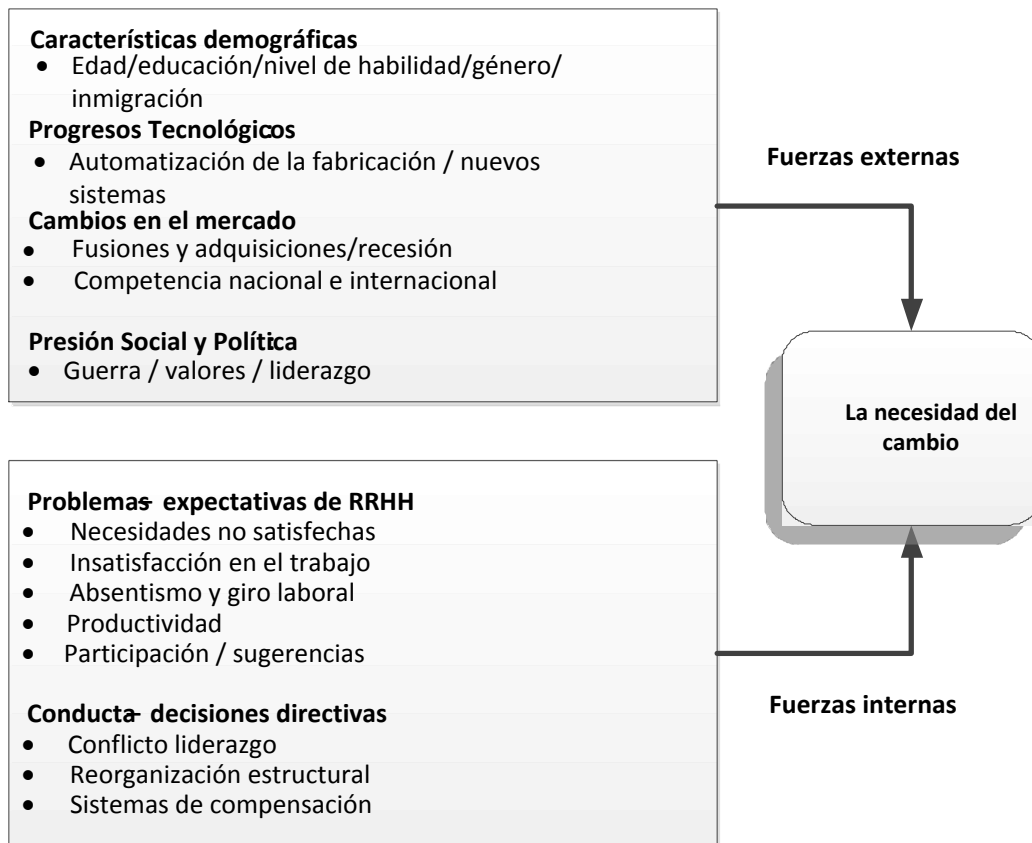 Características demográficas
• Edad/educación/nivel de habilidad/género/
inmigración
Progresos Tecnológicos
• Automatización de la fabricación / nuevos
sistemas
Cambios en el mercado
• Fusiones y adquisiciones/recesión
• Competencia nacional e internacional
Presión Social y Política
• Guerra / valores / liderazgo
Fuerzas externas
La necesidad del
cambio
Problemas– expectativas de RRHH
• Necesidades no satisfechas
• Insatisfacción en el trabajo
• Absentismo y giro laboral
• Productividad
• Participación / sugerencias
Conducta– decisiones directivas
• Conflicto liderazgo
• Reorganización estructural
• Sistemas de compensación
Fuerzas internas